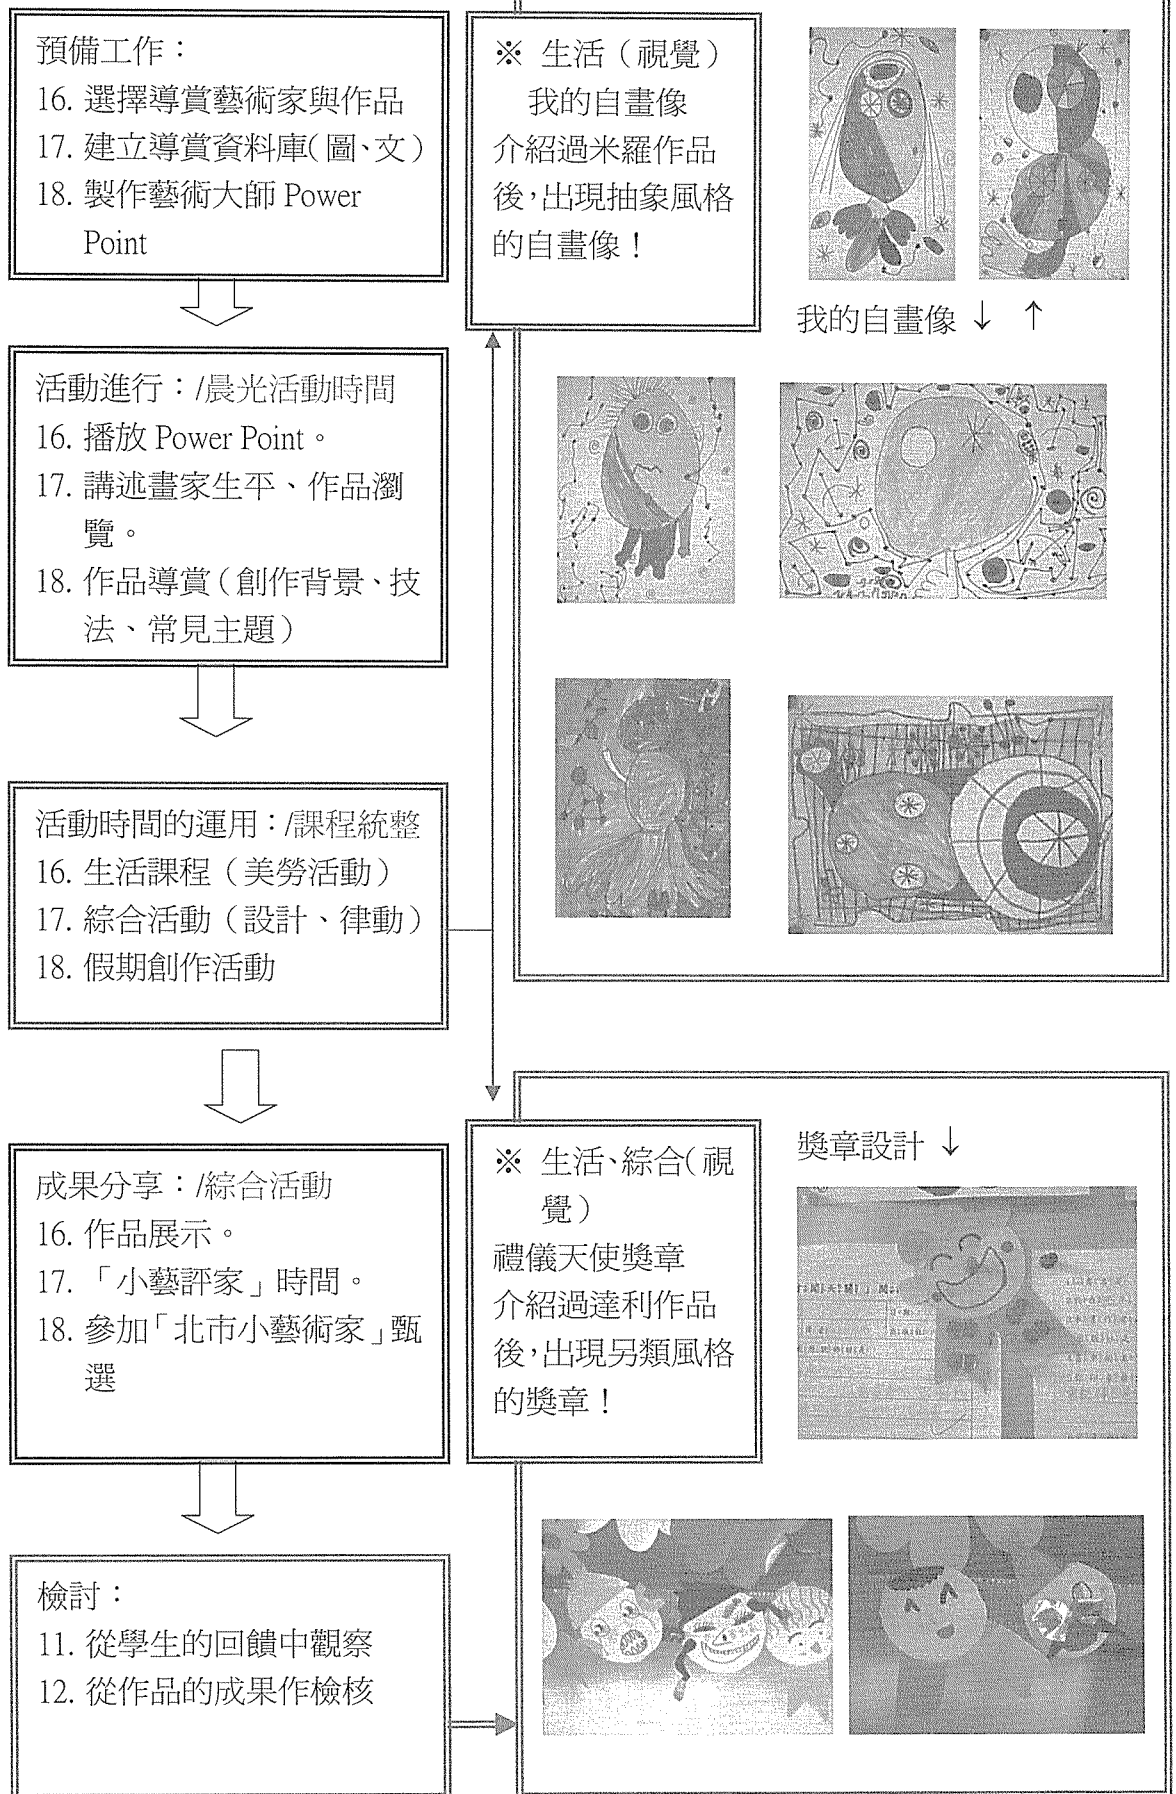 預備工作：
16. 選擇導賞藝術家與作品
17. 建立導賞資料庫（圖、文）
18. 製作藝術大師 Power
Point
活動進行：/晨光活動時間
16. 播放 Power Point。
17. 講述畫家生平、作品瀏
覽。
18. 作品導賞（創作背景、技
法、常見主題）
活動時間的運用：/課程統整
16. 生活課程（美勞活動）
17. 綜合活動（設計、律動）
18. 假期創作活動
成果分享：/綜合活動
16. 作品展示。
17. 「小藝評家」時間。
18. 參加「北市小藝術家」甄
選
檢討：
11. 從學生的回饋中觀察
12. 從作品的成果作檢核
※ 生活（視覺）
我的自畫像
介紹過米羅作品
後，出現抽象風格
的自畫像！
我的自畫像 ↓ ↑
※ 生活、綜合（視
覺）
禮儀天使獎章
介紹過達利作品
後，出現另類風格
的獎章！
獎章設計 ↓